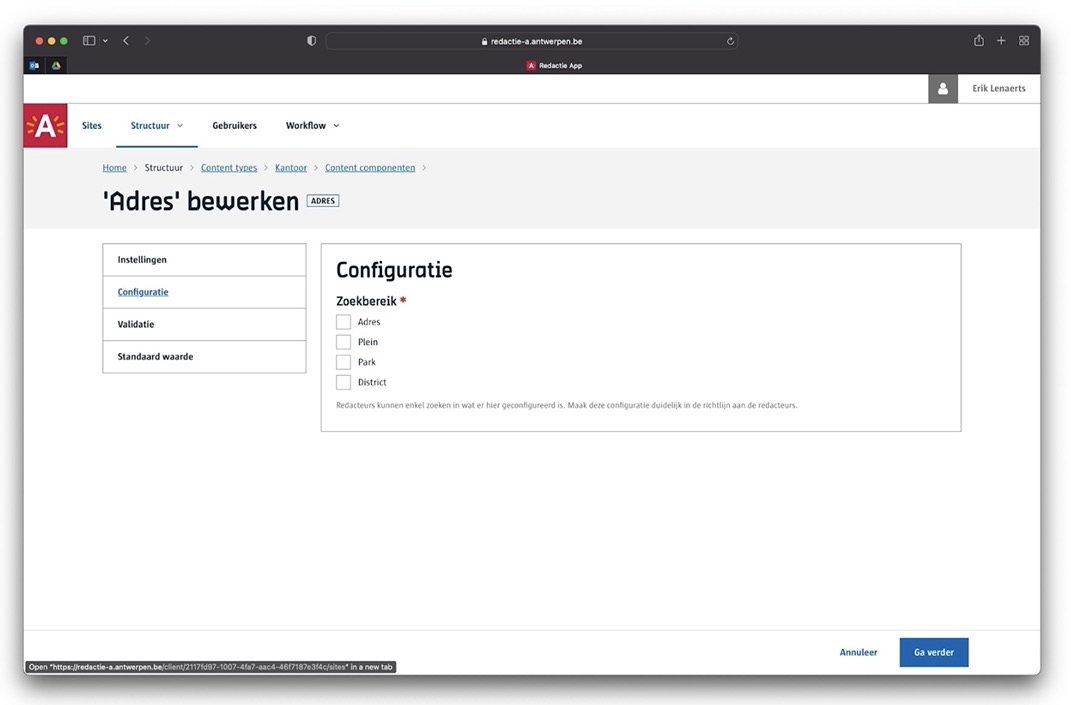 redactie-a.antwerpen.be
Redactie App
Erik Lenaerts
A Sites Structuur Gebruikers Workflow
Home > Structuur > Content types > Kantoor > Content componenten >
'Adres' bewerken ADRES
Instellingen
Configuratie
Validatie
Standaard waarde
Configuratie
Zoekbereik *
Adres
Plein
Park
District
Redacteurs kunnen enkel zoeken in wat er hier geconfigureerd is. Maak deze configuratie duidelijk in de richtlijn aan de redacteurs.
Annuleer Ga verder
Open "https://redactie-a.antwerpen.be/client/2117fd97-1007-4fa7-aac4-46f7187e3f4c/sites" in a new tab